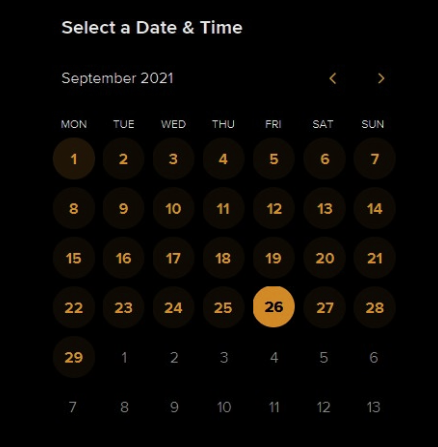 Select a Date & Time
September 2021
MON TUE WED THU FRI SAT SUN
1 2 3 4 5 6 7
8 9 10 11 12 13 14
15 16 17 18 19 20 21
22 23 24 25 26 27 28
29 1 2 3 4 5 6
7 8 9 10 11 12 13